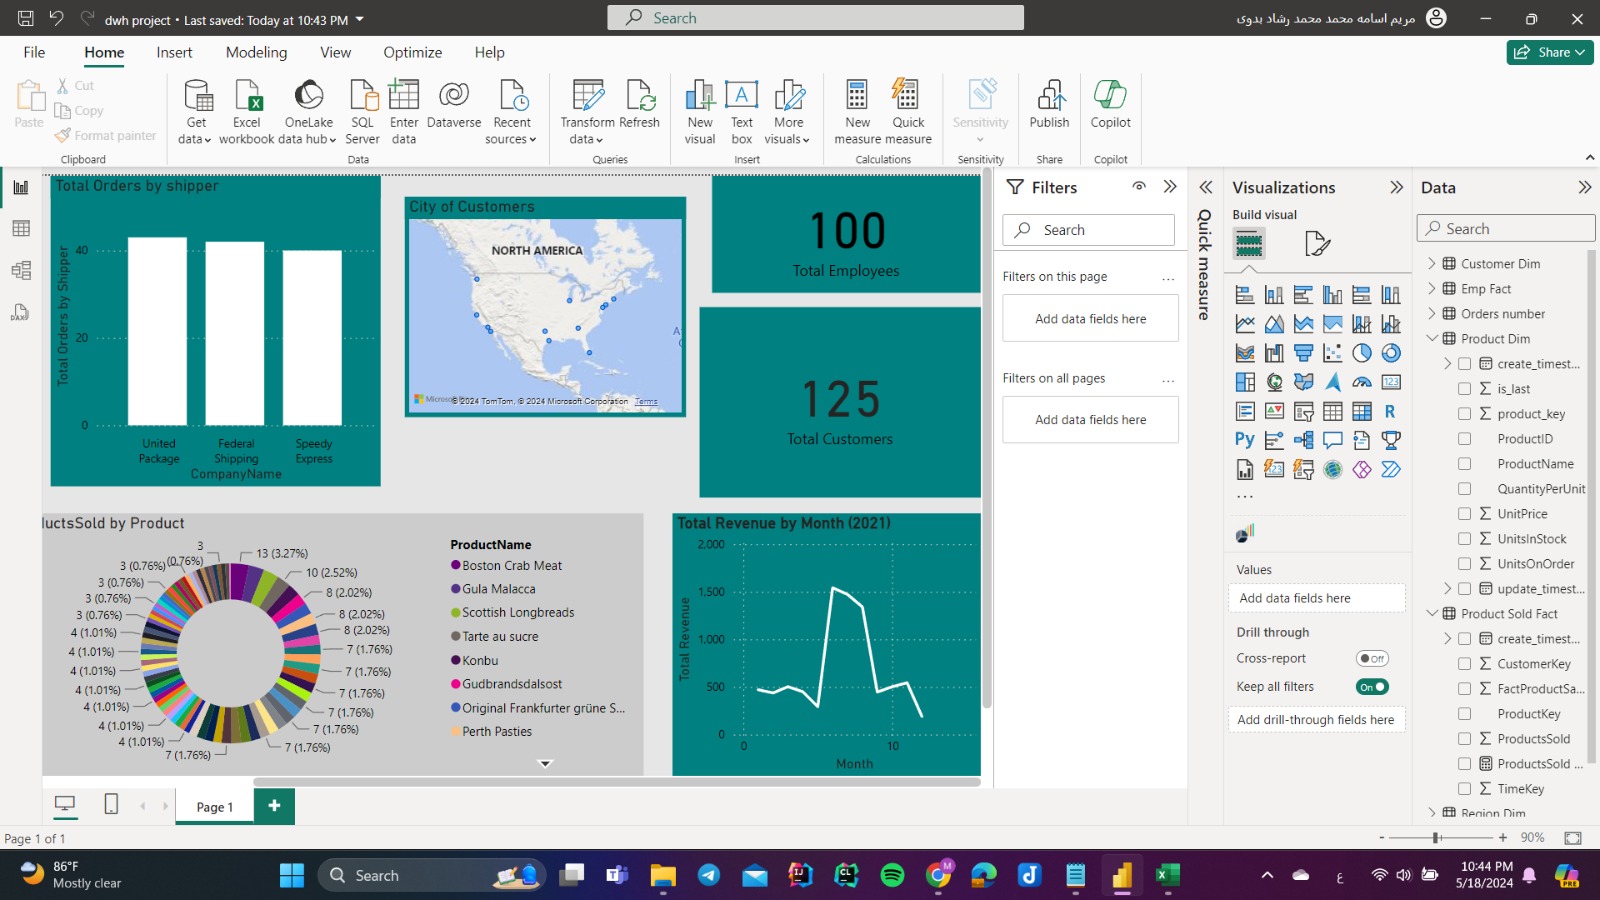 dwh project • Last saved: Today at 10:43 PM
Search
مريم اسامه محمد محمد رشاد بدوى
File
Home
Insert
Modeling
View
Optimize
Help
Share
Paste
Cut
Copy
Format painter
Clipboard
Get data
Excel workbook
OneLake data hub
SQL Server
Enter data
Dataverse
Recent sources
Data
Transform data
Refresh
Queries
New visual
Text box
More visuals
Insert
New measure
Quick measure
Calculations
Sensitivity
Sensitivity
Publish
Share
Copilot
Copilot
Total Orders by shipper
Total Orders by Shipper
40
20
0
United Package
Federal Shipping
Speedy Express
CompanyName
City of Customers
NORTH AMERICA
© 2024 TomTom, © 2024 Microsoft Corporation
Terms
100
Total Employees
125
Total Customers
ductsSold by Product
3
3 (0.76%)
(0.76%)
3 (0.76%)
3 (0.76%)
3 (0.76%)
4 (1.01%)
4 (1.01%)
4 (1.01%)
4 (1.01%)
4 (1.01%)
4 (1.01%)
4 (1.01%)
7 (1.76%)
13 (3.27%)
10 (2.52%)
8 (2.02%)
8 (2.02%)
8 (2.02%)
7 (1.76%)
7 (1.76%)
7 (1.76%)
7 (1.76%)
7 (1.76%)
7 (1.76%)
ProductName
Boston Crab Meat
Gula Malacca
Scottish Longbreads
Tarte au sucre
Konbu
Gudbrandsdalsost
Original Frankfurter grüne S...
Perth Pasties
Total Revenue by Month (2021)
Total Revenue
2,000
1,500
1,000
500
0
0
10
Month
Filters
Search
Filters on this page
...
Add data fields here
Filters on all pages
...
Add data fields here
Quick measure
Visualizations
Build visual
123
R
Py
...
Values
Add data fields here
Drill through
Cross-report
Off
Keep all filters
On
Add drill-through fields here
Data
Search
Customer Dim
Emp Fact
Orders number
Product Dim
create_timest...
Σ is_last
Σ product_key
ProductID
ProductName
QuantityPerUnit
Σ UnitPrice
Σ UnitsInStock
Σ UnitsOnOrder
update_timest...
Product Sold Fact
create_timest...
Σ CustomerKey
Σ FactProductSa...
ProductKey
Σ ProductsSold
ProductsSold ...
Σ TimeKey
Region Dim
Page 1
+
Page 1 of 1
- + 90%
86°F
Mostly clear
Search
ع
10:44 PM
5/18/2024
PRE